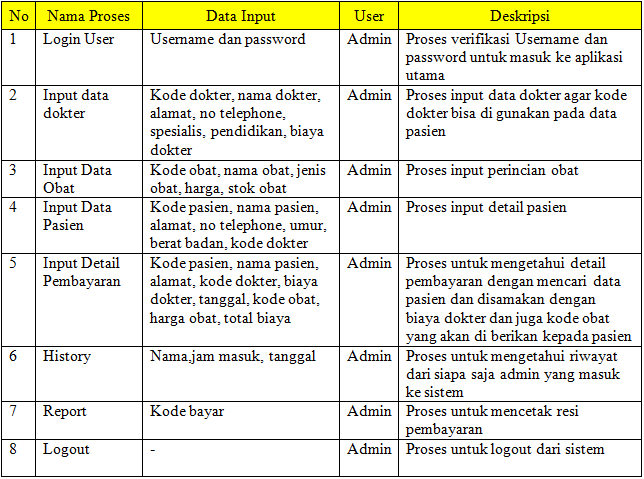 No Nama Proses Data Input User Deskripsi
1 Login User Username dan password Admin Proses verifikasi Username dan
password untuk masuk ke aplikasi
utama
2 Input data Kode dokter, nama dokter, Admin Proses input data dokter agar kode
dokter alamat, no telephone, dokter bisa di gunakan pada data
spesialis, pendidikan, biaya pasien
dokter
3 Input Data Kode obat, nama obat, jenis Admin Proses input perincian obat
Obat obat, harga, stok obat
4 Input Data Kode pasien, nama pasien, Admin Proses input detail pasien
Pasien alamat, no telephone, umur,
berat badan, kode dokter
5 Input Detail Kode pasien, nama pasien, Admin Proses untuk mengetahui detail
Pembayaran alamat, kode dokter, biaya pembayaran dengan mencari data
dokter, tanggal, kode obat, pasien dan disamakan dengan
harga obat, total biaya biaya dokter dan juga kode obat
yang akan di berikan kepada pasien
6 History Nama,jam masuk, tanggal Admin Proses untuk mengetahui riwayat
dari siapa saja admin yang masuk
ke sistem
7 Report Kode bayar Admin Proses untuk mencetak resi
pembayaran
8 Logout - Admin Proses untuk logout dari sistem